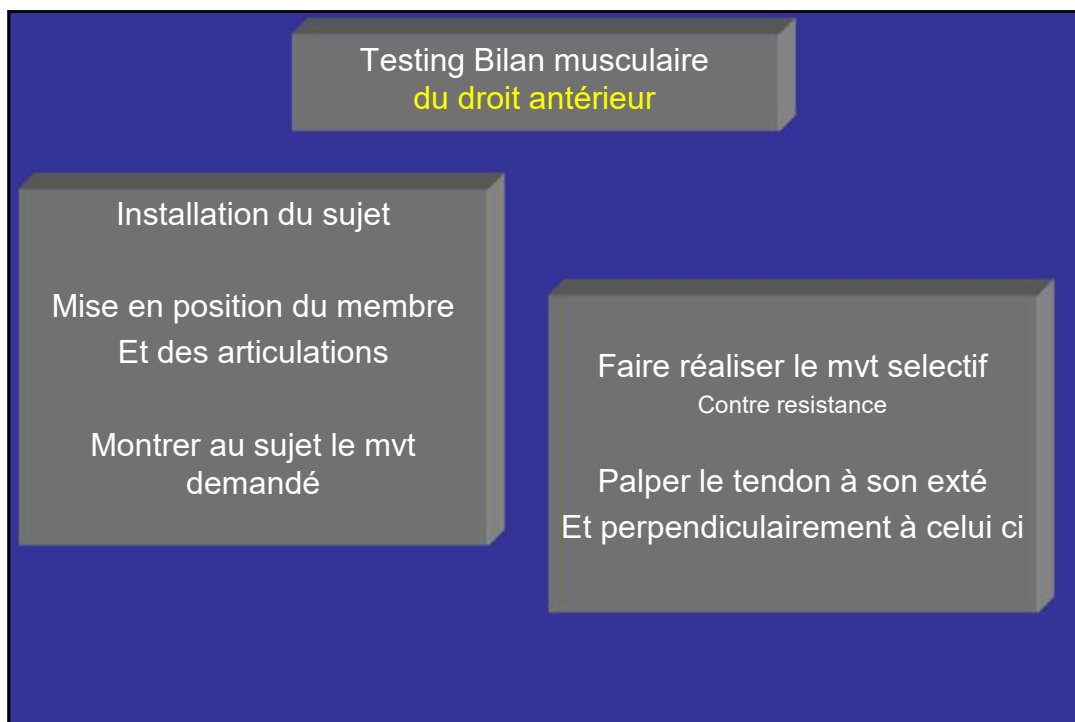 Testing Bilan musculaire
du droit antérieur
Installation du sujet
Mise en position du membre
Et des articulations
Montrer au sujet le mvt
demandé
Faire réaliser le mvt selectif
Contre resistance
Palper le tendon à son exté
Et perpendiculairement à celui ci